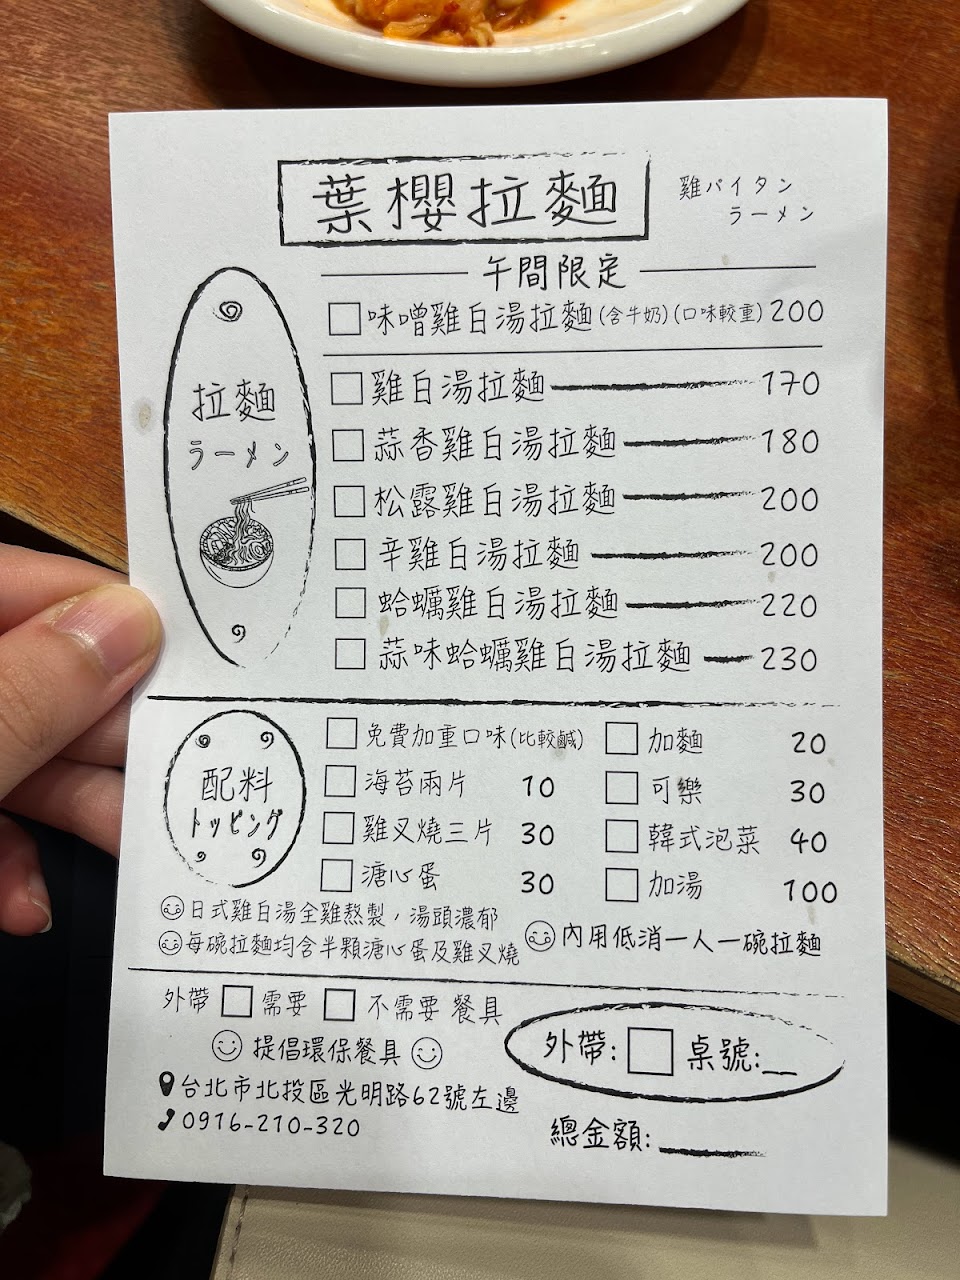 葉櫻拉麵
雞パイタン
ラーメン
午間限定
味噌雞白湯拉麵(含牛奶)(口味較重) 200
拉麵
ラーメン
雞白湯拉麵 170
蒜香雞白湯拉麵 180
松露雞白湯拉麵 200
辛雞白湯拉麵 200
蛤蠣雞白湯拉麵 220
蒜味蛤蠣雞白湯拉麵 230
配料
トッピング
免費加重口味(比較鹹) 加麵 20
海苔兩片 10 可樂 30
雞叉燒三片 30 韓式泡菜 40
溏心蛋 30 加湯 100
日式雞白湯全雞熬製，湯頭濃郁
每碗拉麵均含半顆溏心蛋及雞叉燒
內用低消一人一碗拉麵
外帶 需要 不需要 餐具
提倡環保餐具
外帶: 桌號:__
台北市北投區光明路62號左邊
0976-210-320
總金額: